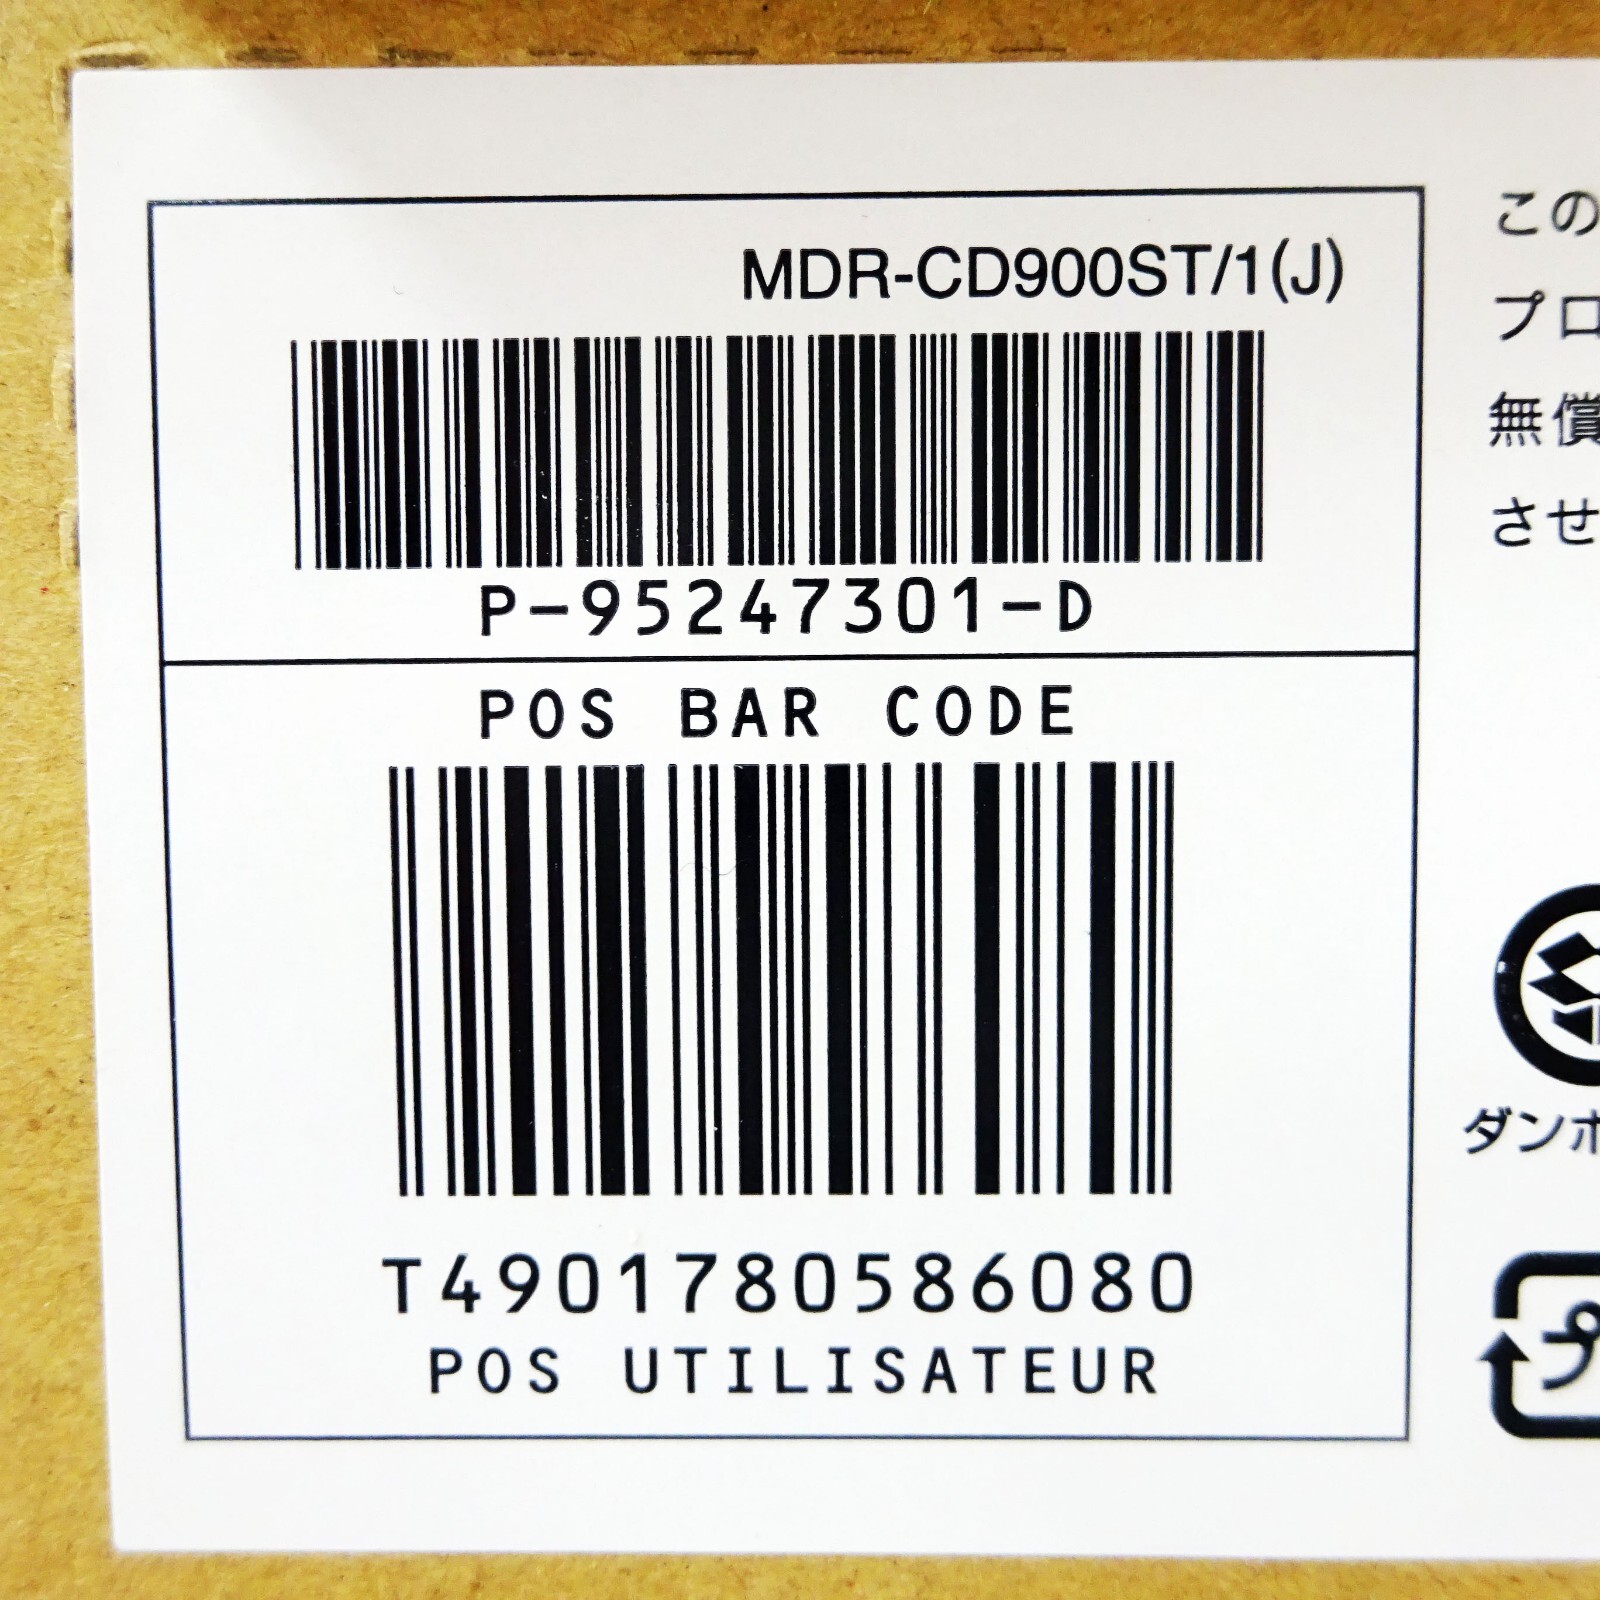 MDR-CD900ST/1(J)
P-95247301-D
POS BAR CODE
T4901780586080
POS UTILISATEUR
この
プロ
無償
させ
ダンボ
プ